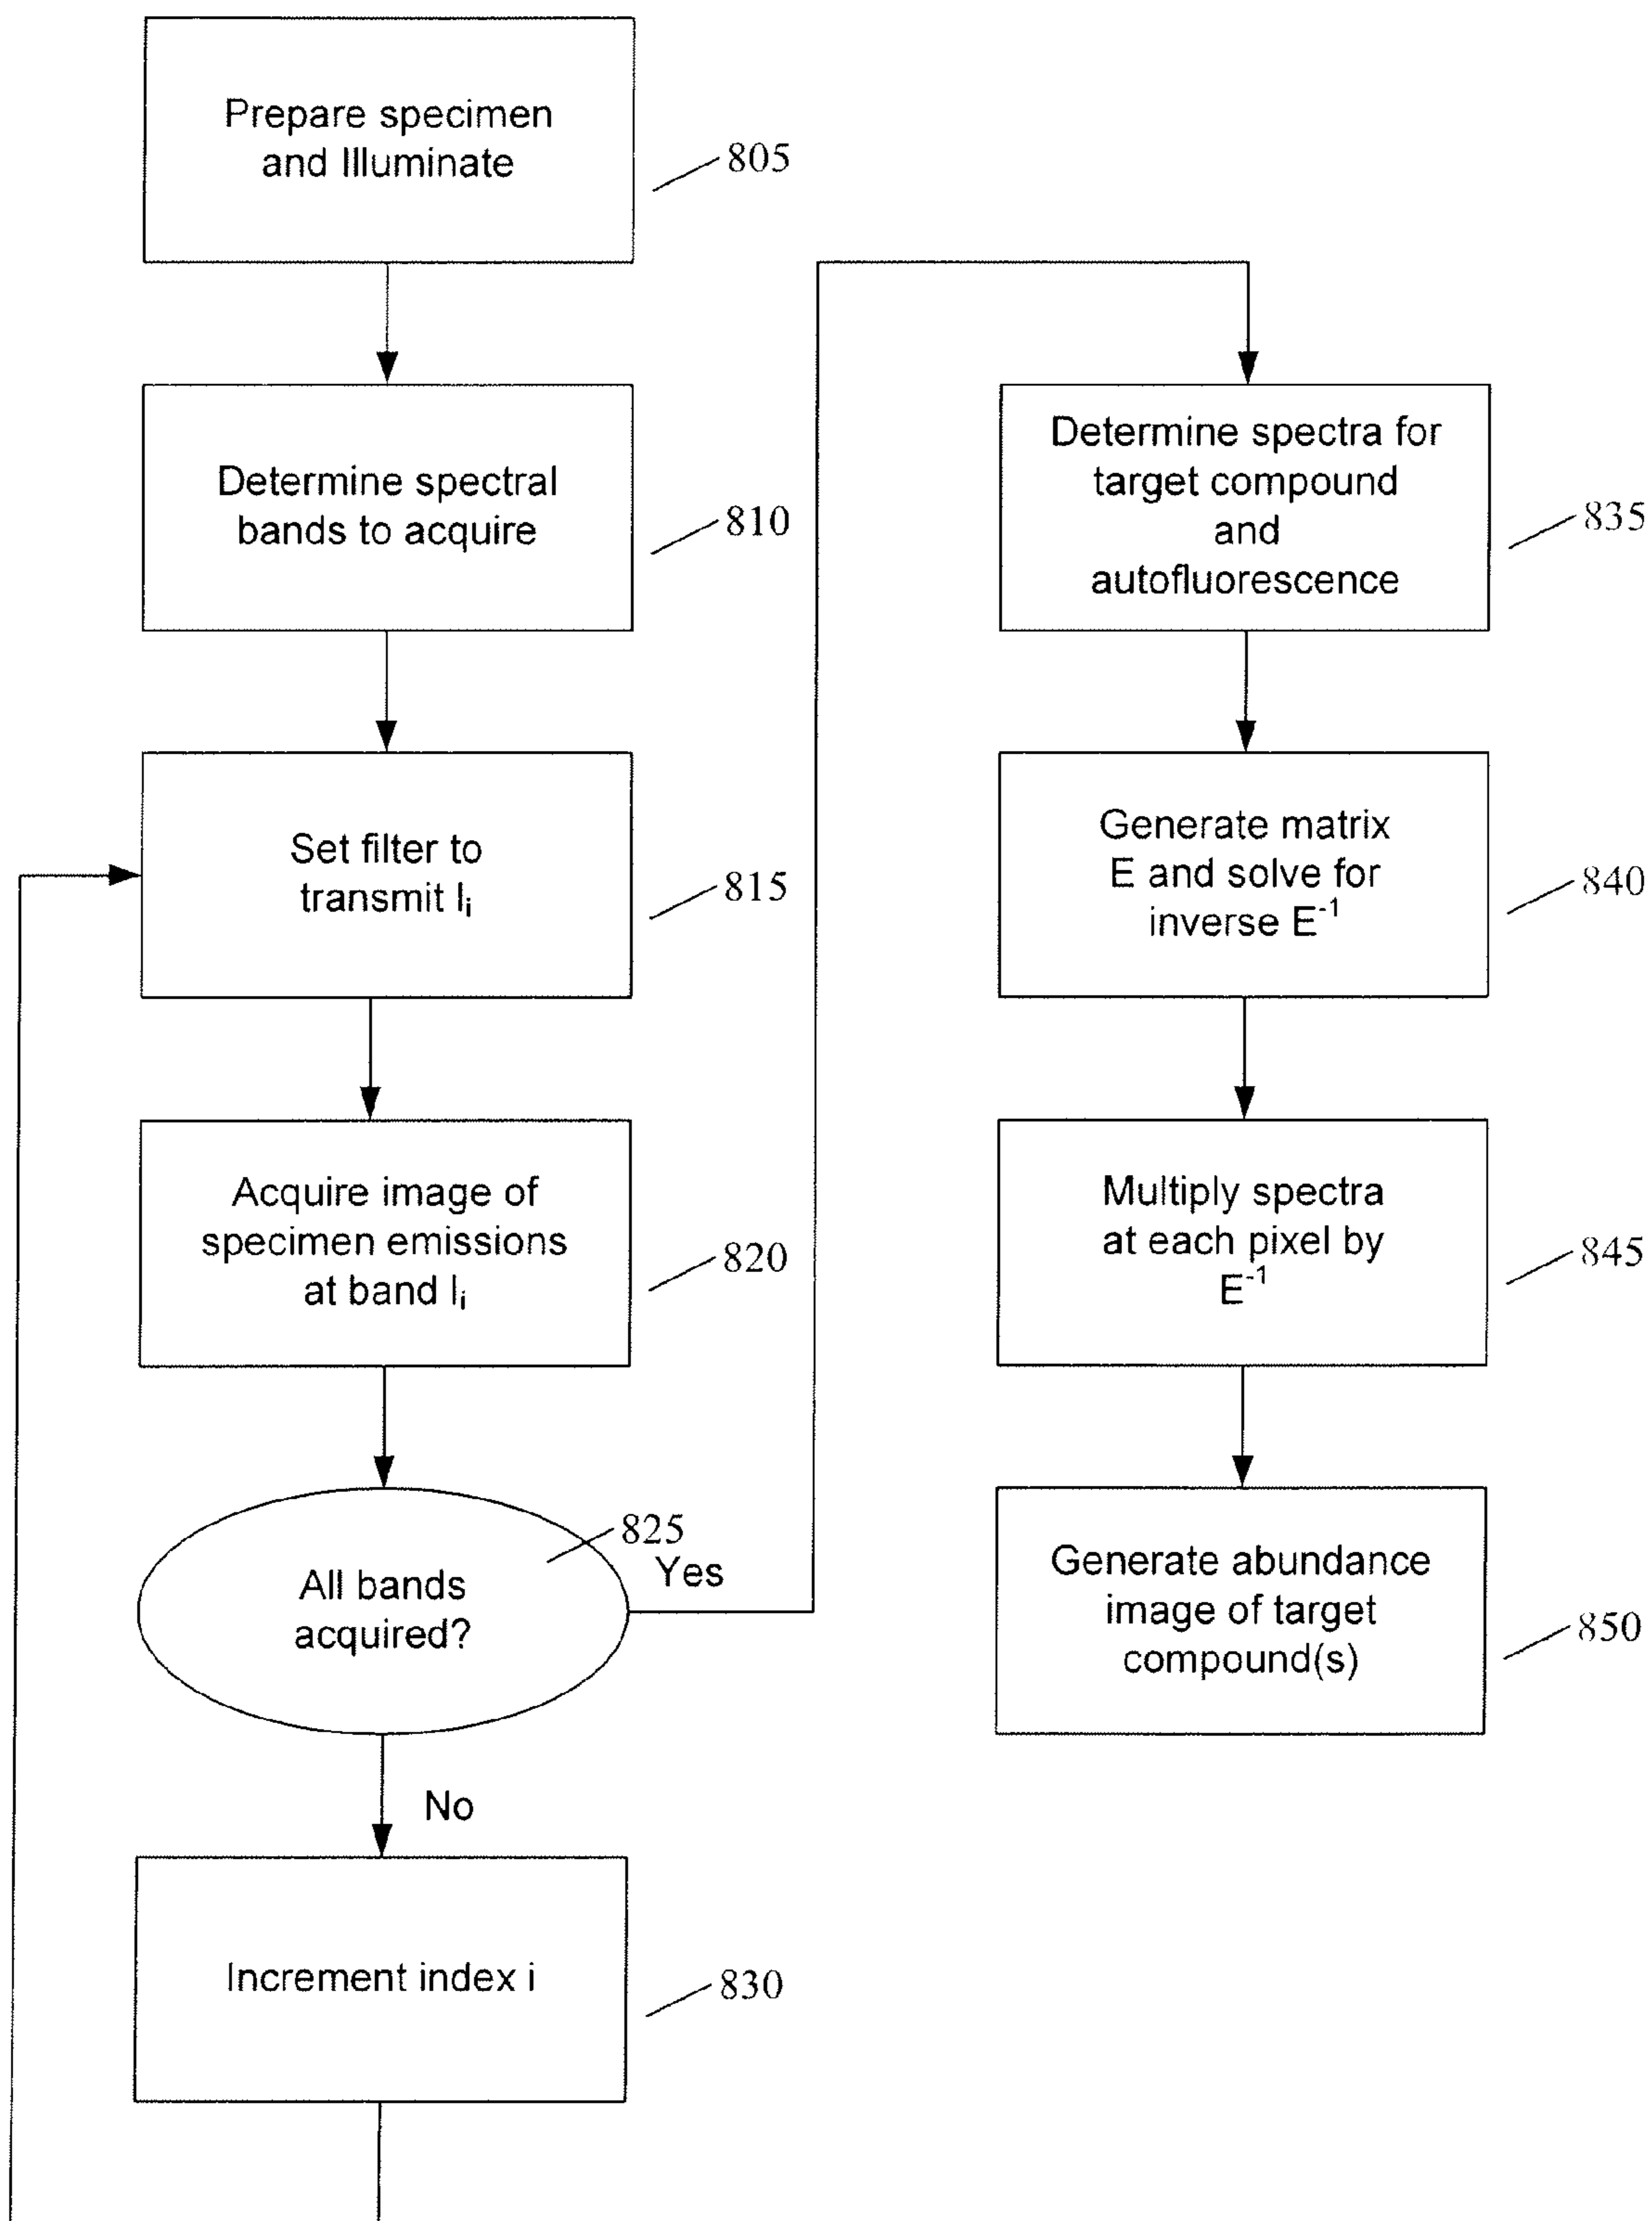 Prepare specimen
and Illuminate
805
Determine spectral
bands to acquire
810
Set filter to
transmit lᵢ
815
Acquire image of
specimen emissions
at band lᵢ
820
825
All bands
acquired?
Yes
No
Increment index i
830
Determine spectra for
target compound
and
autofluorescence
835
Generate matrix
E and solve for
inverse E⁻¹
840
Multiply spectra
at each pixel by
E⁻¹
845
Generate abundance
image of target
compound(s)
850